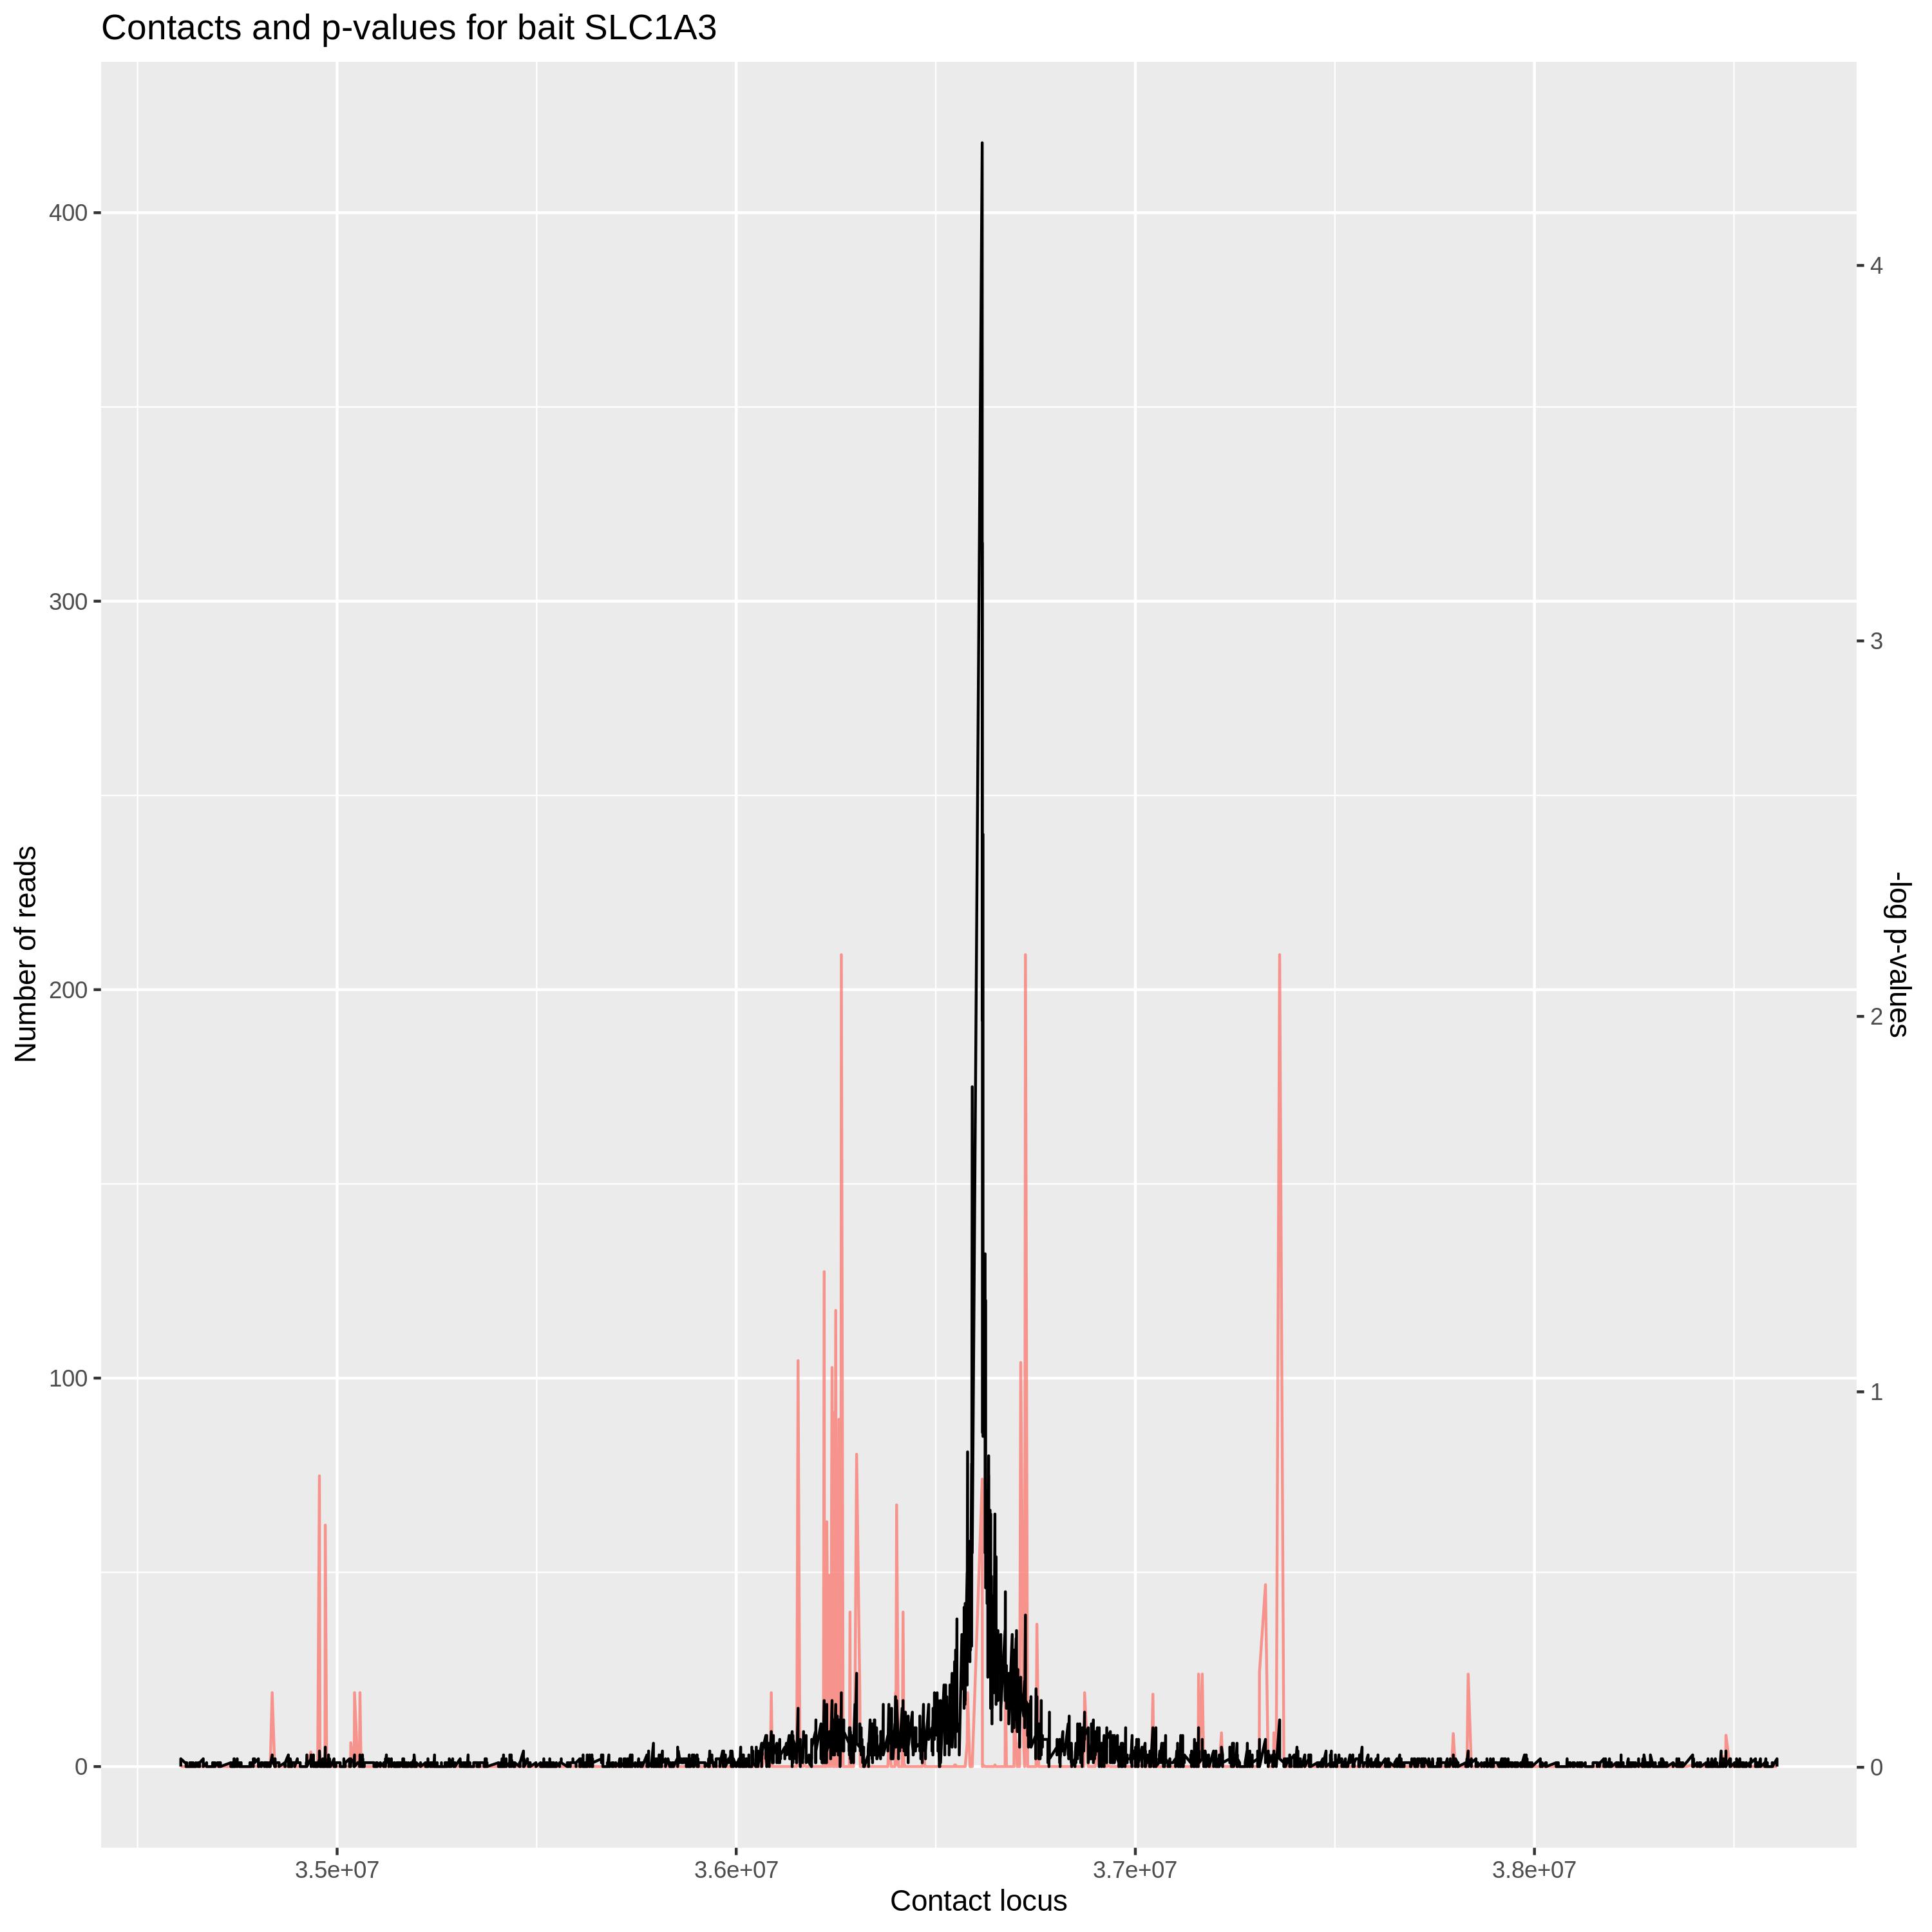 Contacts and p-values for bait SLC1A3
400
300
200
100
0
Number of reads
4
3
2
1
0
-log p-values
3.5e+07
3.6e+07
3.7e+07
3.8e+07
Contact locus